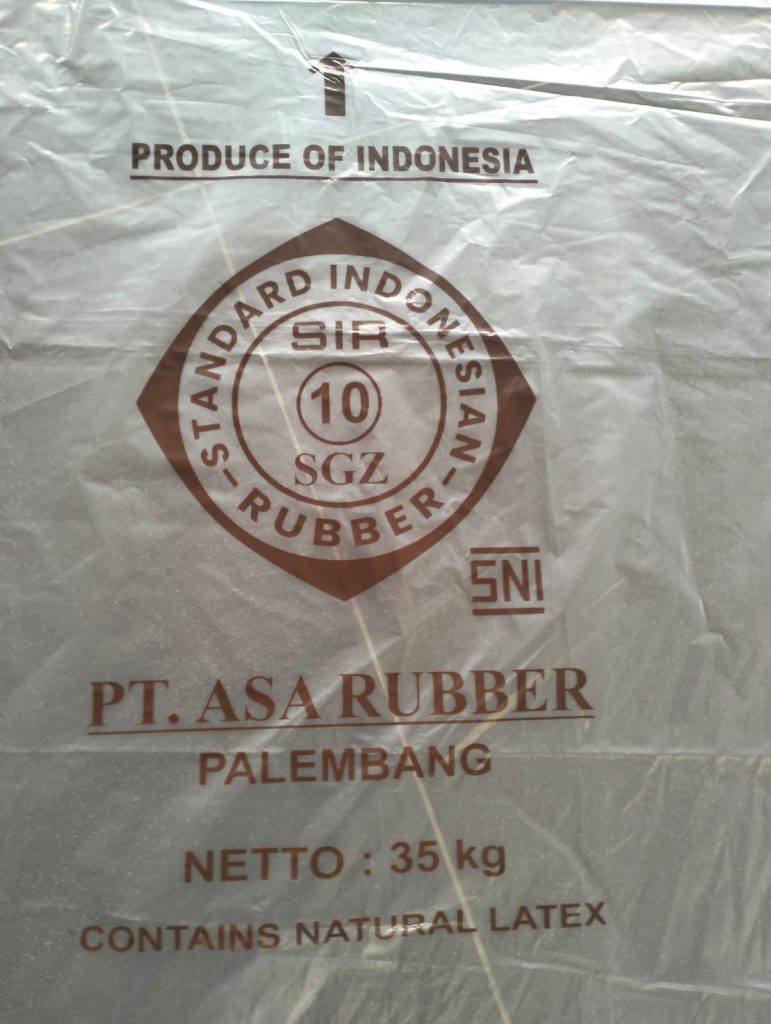 1
PRODUCE OF INDONESIA
STANDARD INDONESIAN
SIR
10
SGZ
- RUBBER -
SNI
PT. ASA RUBBER
PALEMBANG
NETTO : 35 kg
CONTAINS NATURAL LATEX